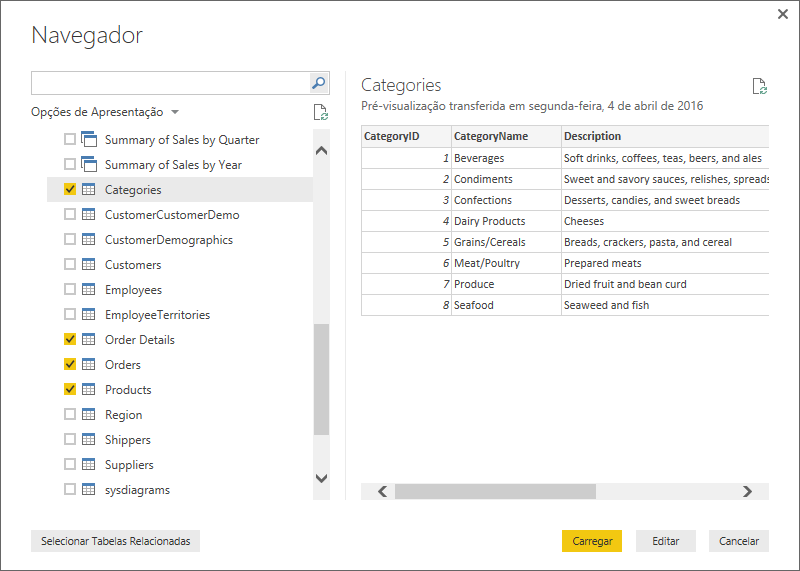 Navegador
Opções de Apresentação
Summary of Sales by Quarter
Summary of Sales by Year
Categories
CustomerCustomerDemo
CustomerDemographics
Customers
Employees
EmployeeTerritories
Order Details
Orders
Products
Region
Shippers
Suppliers
sysdiagrams
Selecionar Tabelas Relacionadas
Categories
Pré-visualização transferida em segunda-feira, 4 de abril de 2016
CategoryID CategoryName Description
1 Beverages Soft drinks, coffees, teas, beers, and ales
2 Condiments Sweet and savory sauces, relishes, spreads
3 Confections Desserts, candies, and sweet breads
4 Dairy Products Cheeses
5 Grains/Cereals Breads, crackers, pasta, and cereal
6 Meat/Poultry Prepared meats
7 Produce Dried fruit and bean curd
8 Seafood Seaweed and fish
Carregar Editar Cancelar